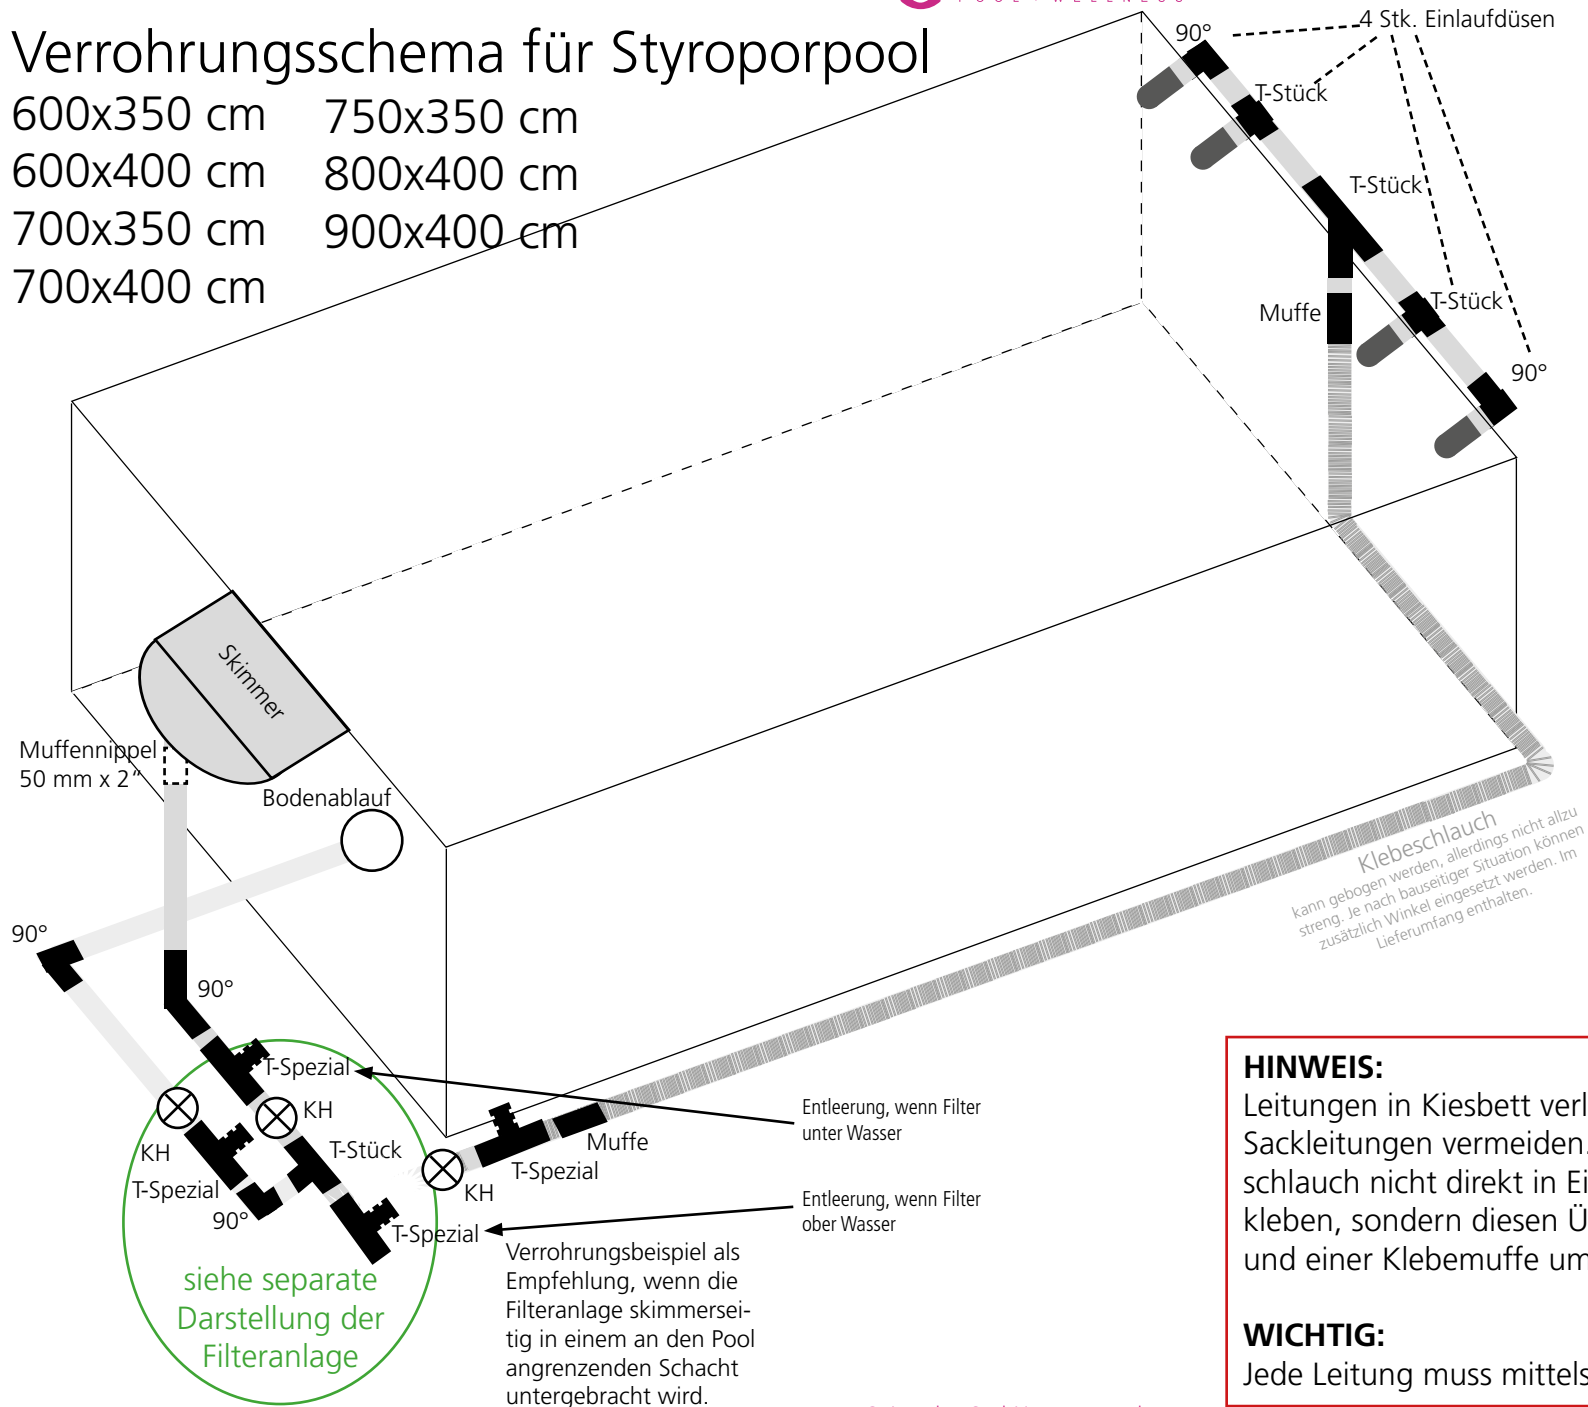 POOL + WELLNESS
Verrohrungsschema für Styroporpool
600x350 cm
600x400 cm
700x350 cm
700x400 cm
750x350 cm
800x400 cm
900x400 cm
4 Stk. Einlaufdüsen
90°
T-Stück
T-Stück
T-Stück
Muffe
90°
Skimmer
Muffennippel
50 mm x 2“
Bodenablauf
90°
90°
T-Spezial
KH
KH
T-Stück
T-Spezial
90°
T-Spezial
KH
T-Spezial
Muffe
Entleerung, wenn Filter
unter Wasser
Entleerung, wenn Filter
ober Wasser
siehe separate
Darstellung der
Filteranlage
Verrohrungsbeispiel als
Empfehlung, wenn die
Filteranlage skimmersei-
tig in einem an den Pool
angrenzenden Schacht
untergebracht wird.
Klebeschlauch
kann gebogen werden, allerdings nicht allzu
streng. Je nach bauseitiger Situation können
zusätzlich Winkel eingesetzt werden. Im
Lieferumfang enthalten.
HINWEIS:
Leitungen in Kiesbett verl
Sackleitungen vermeiden.
schlauch nicht direkt in Ei
kleben, sondern diesen Ü
und einer Klebemuffe um
WICHTIG:
Jede Leitung muss mittels